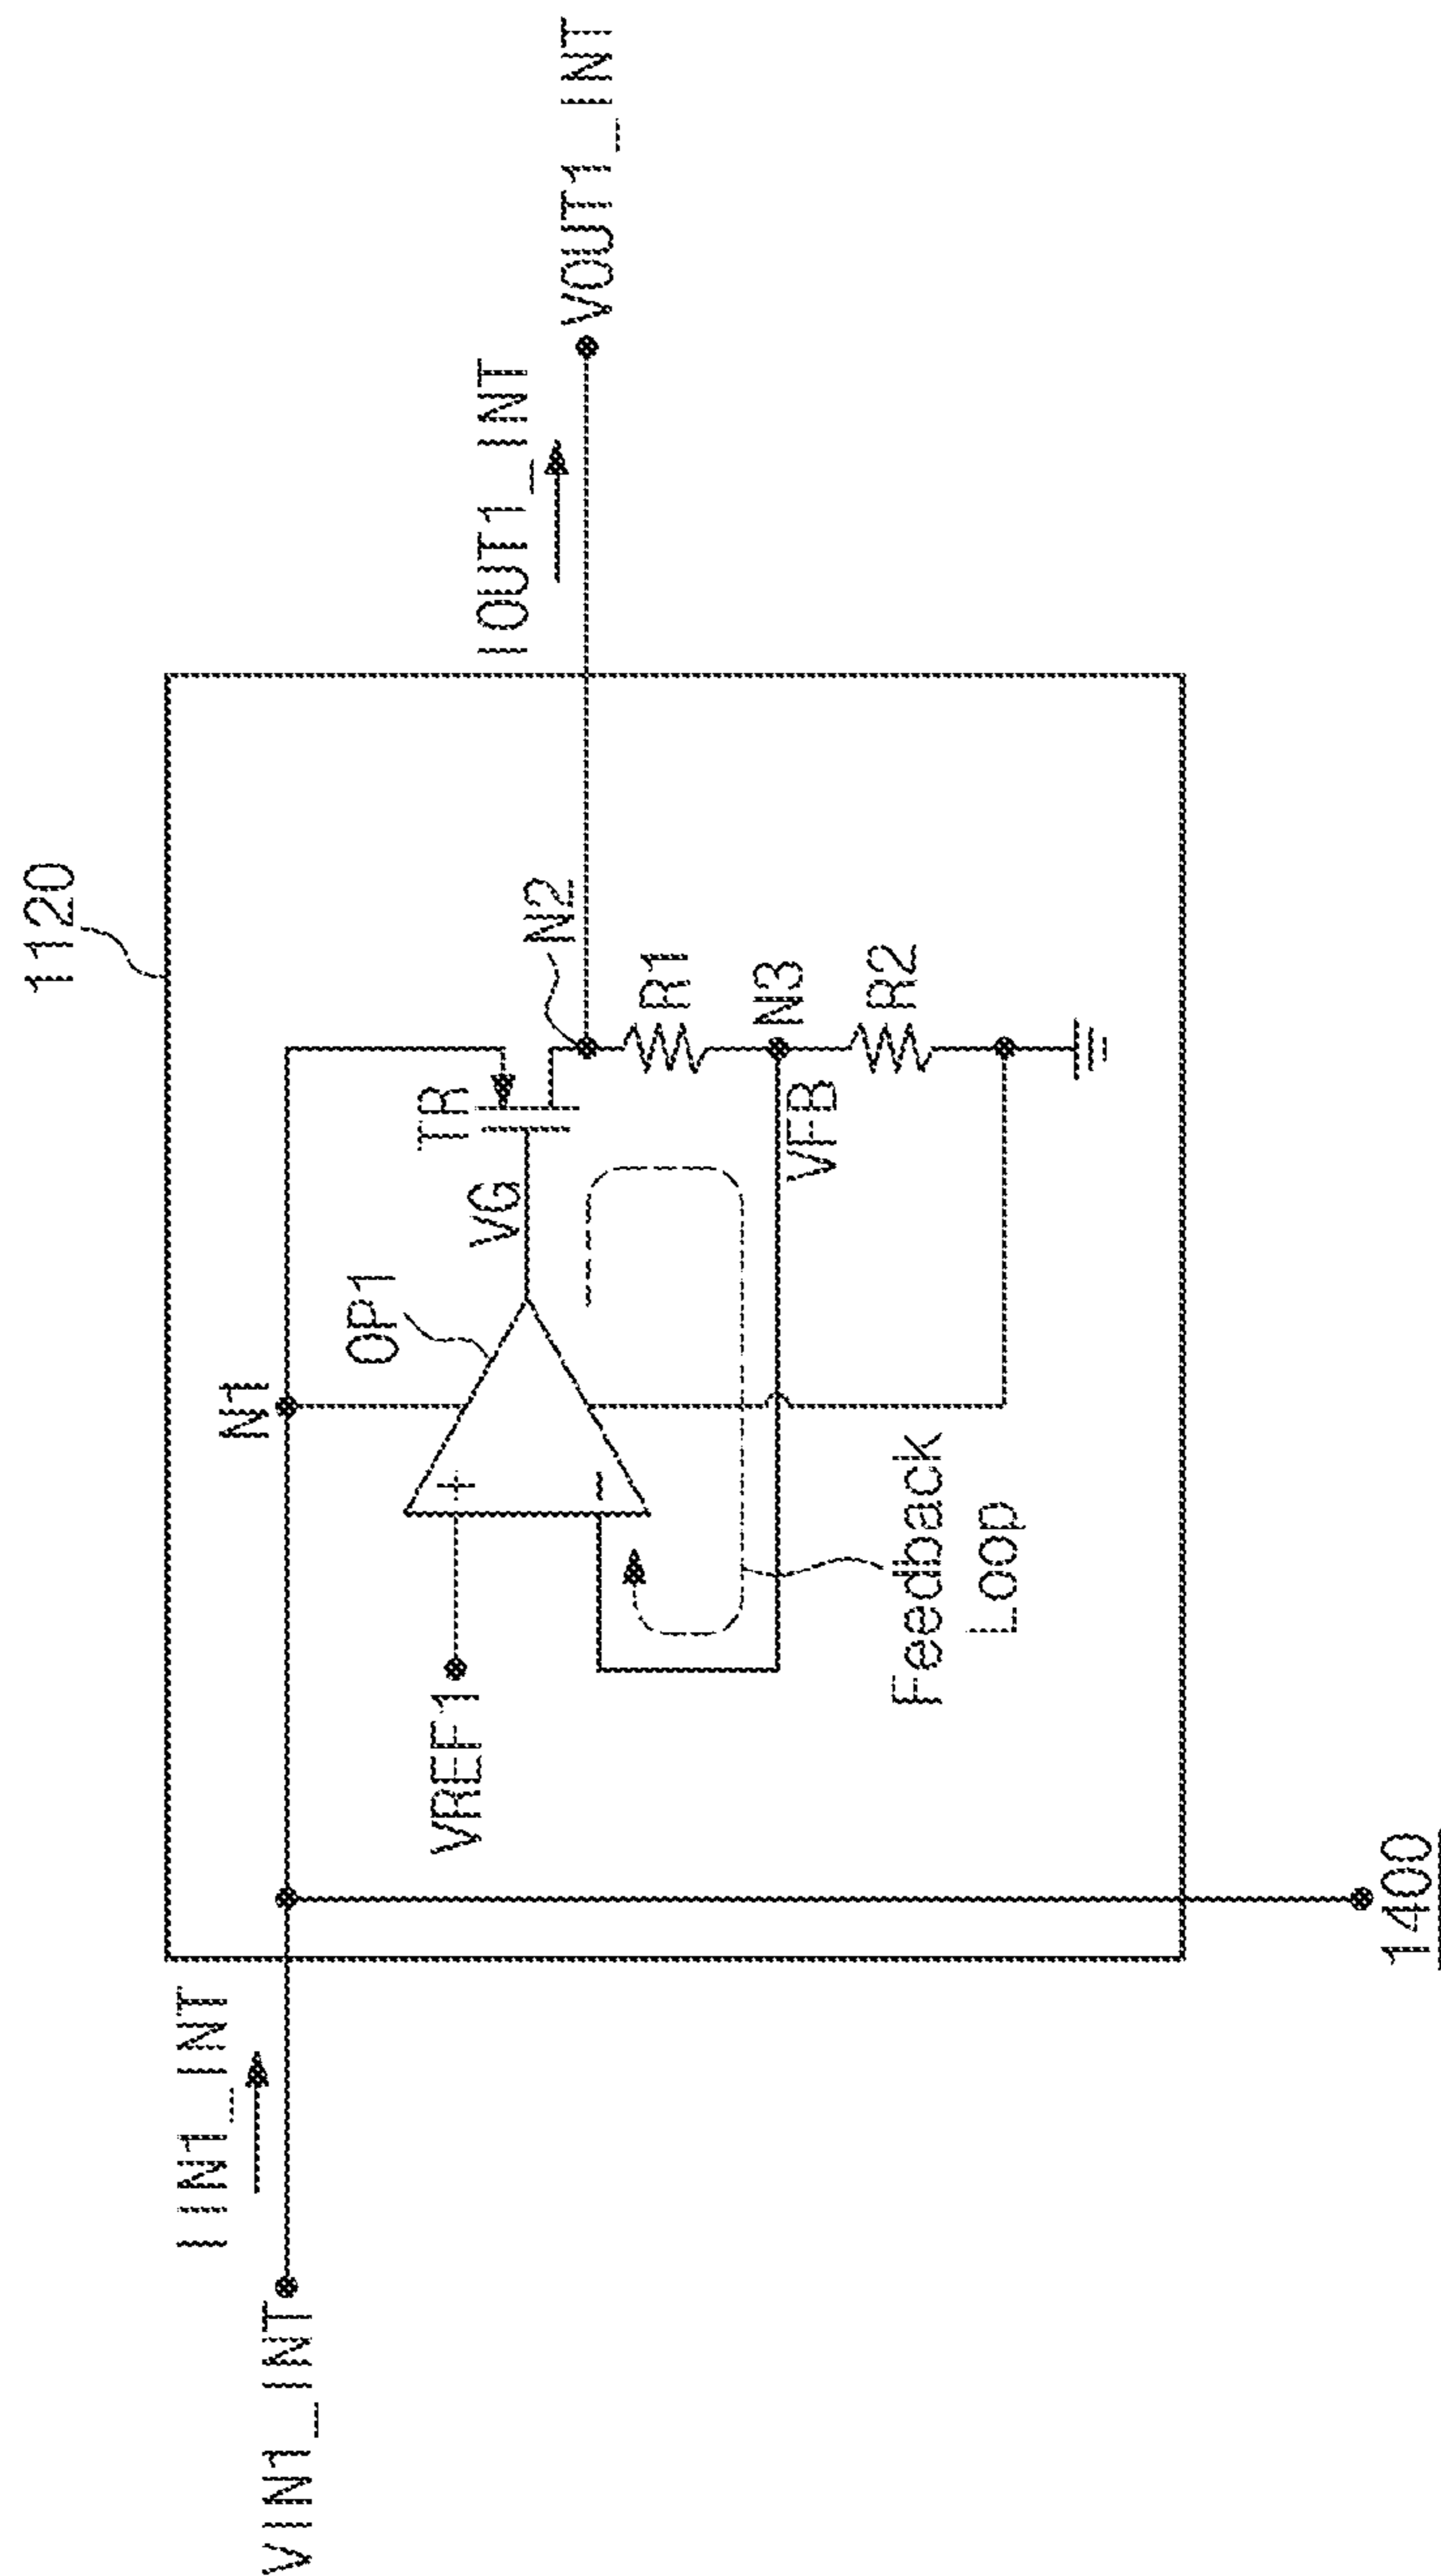 1120
IIN1_INT
VIN1_INT
N1
OP1
VREF1
+
-
VG
TR
N2
IOUT1_INT
VOUT1_INT
R1
N3
VFB
R2
Feedback
Loop
1400